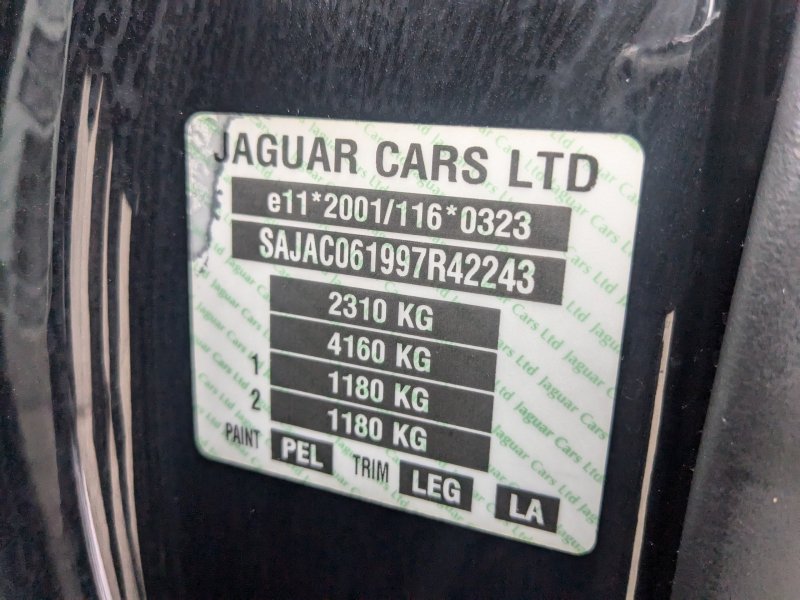 JAGUAR CARS LTD
e11*2001/116*0323
SAJAC061997R42243
2310 KG
4160 KG
1 1180 KG
2 1180 KG
PAINT PEL TRIM LEG LA